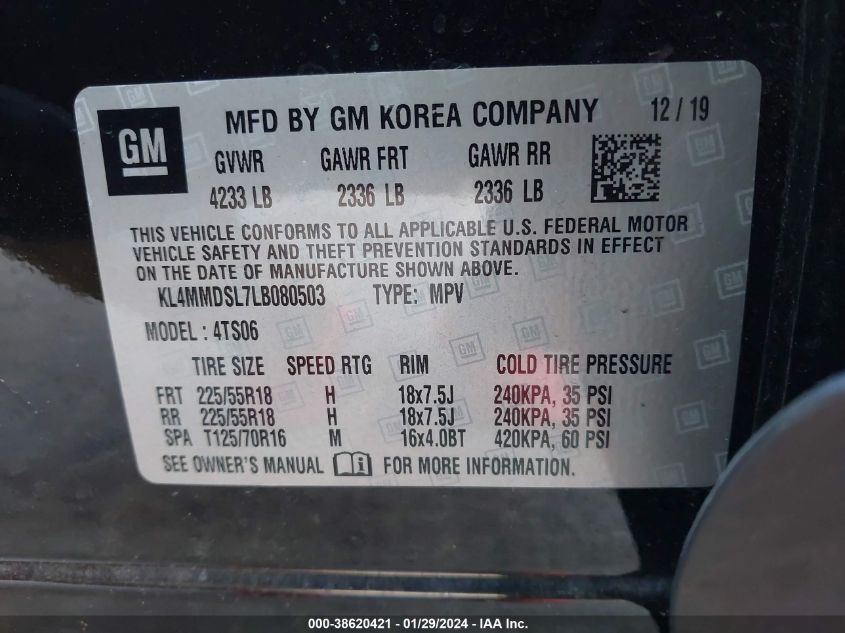 GM MFD BY GM KOREA COMPANY 12 / 19
GVWR GAWR FRT GAWR RR
4233 LB 2336 LB 2336 LB
THIS VEHICLE CONFORMS TO ALL APPLICABLE U.S. FEDERAL MOTOR
VEHICLE SAFETY AND THEFT PREVENTION STANDARDS IN EFFECT
ON THE DATE OF MANUFACTURE SHOWN ABOVE.
KL4MMDSL7LB080503 TYPE: MPV
MODEL : 4TS06
TIRE SIZE SPEED RTG RIM COLD TIRE PRESSURE
FRT 225/55R18 H 18x7.5J 240KPA, 35 PSI
RR 225/55R18 H 18x7.5J 240KPA, 35 PSI
SPA T125/70R16 M 16x4.0BT 420KPA, 60 PSI
SEE OWNER'S MANUAL i FOR MORE INFORMATION.
000-38620421 - 01/29/2024 - IAA Inc.